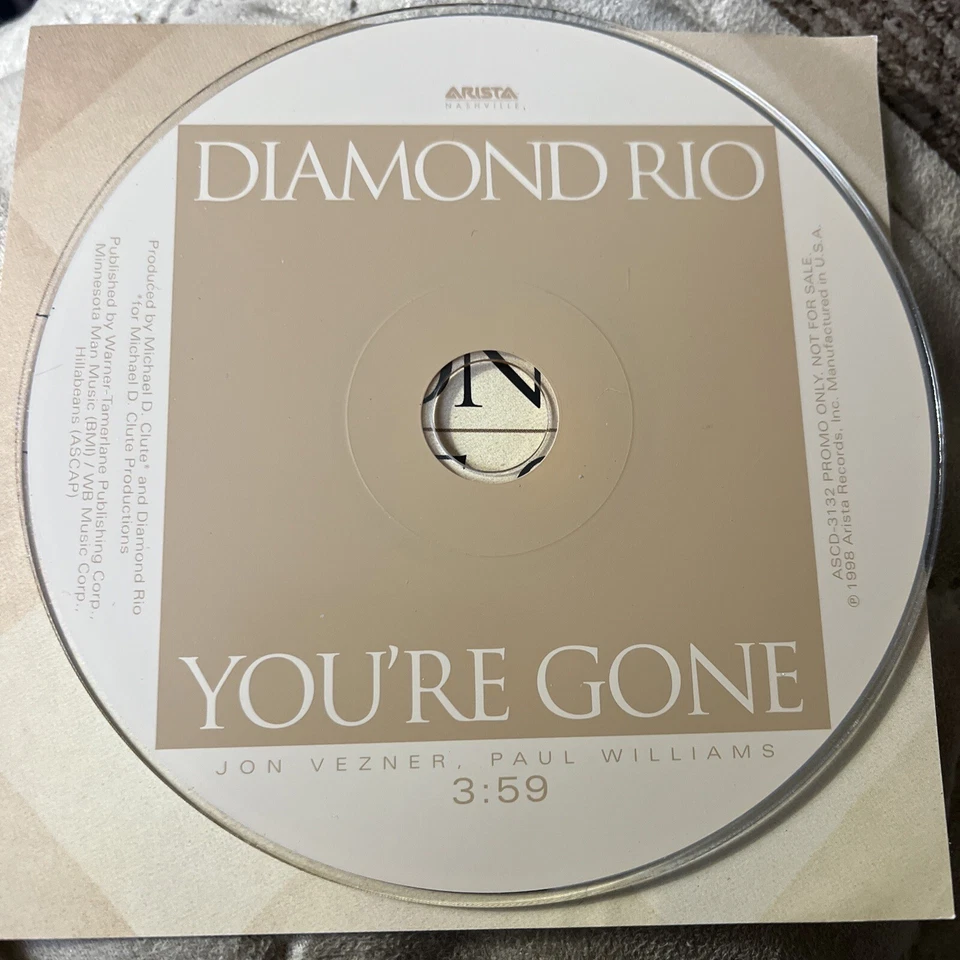 ARISTA
NASHVILLE
DIAMOND RIO
Produced by Michael D. Clute* and Diamond Rio
*for Michael D. Clute Productions
Published by Warner-Tamerlane Publishing Corp.,
Minnesota Man Music (BMI) / WB Music Corp.,
Hillabeans (ASCAP)
ASCD-3132 PROMO ONLY. NOT FOR SALE.
℗1998 Arista Records, Inc. Manufactured in U.S.A.
YOU'RE GONE
JON VEZNER, PAUL WILLIAMS
3:59